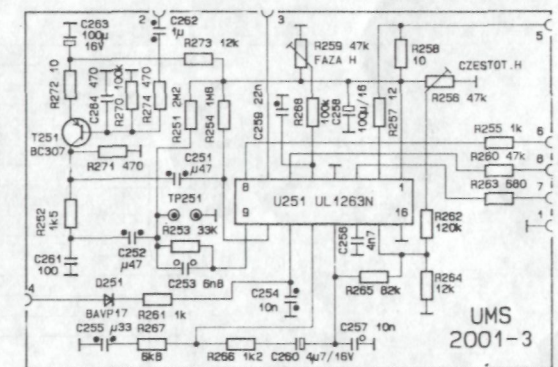 C263
100µ
16V
2
C262
1µ
3
5
R273 12k
R259 47k
FAZA H
R258
10
CZESTOT.H
R256 47k
R272 10
C264 470
R270 100k
R274 470
R251 2M2
R254 1M8
C259 22n
R268
100k
C258
100µ/16
R257 12
T251
BC307
R271 470
C251
µ47
R255 1k
6
R260 47k
8
R263 680
7
1
TP251
8
1
U251 UL1263N
9
16
R252
1k5
R253 33K
C252
µ47
C253 6n8
C256
4n7
R262
120k
C261
100
4
D251
BAVP17
R261 1k
C254
10n
R265 82k
R264
12k
C255 µ33
R267
6k8
R266 1k2
C260 4µ7/16V
C257 10n
UMS
2001-3